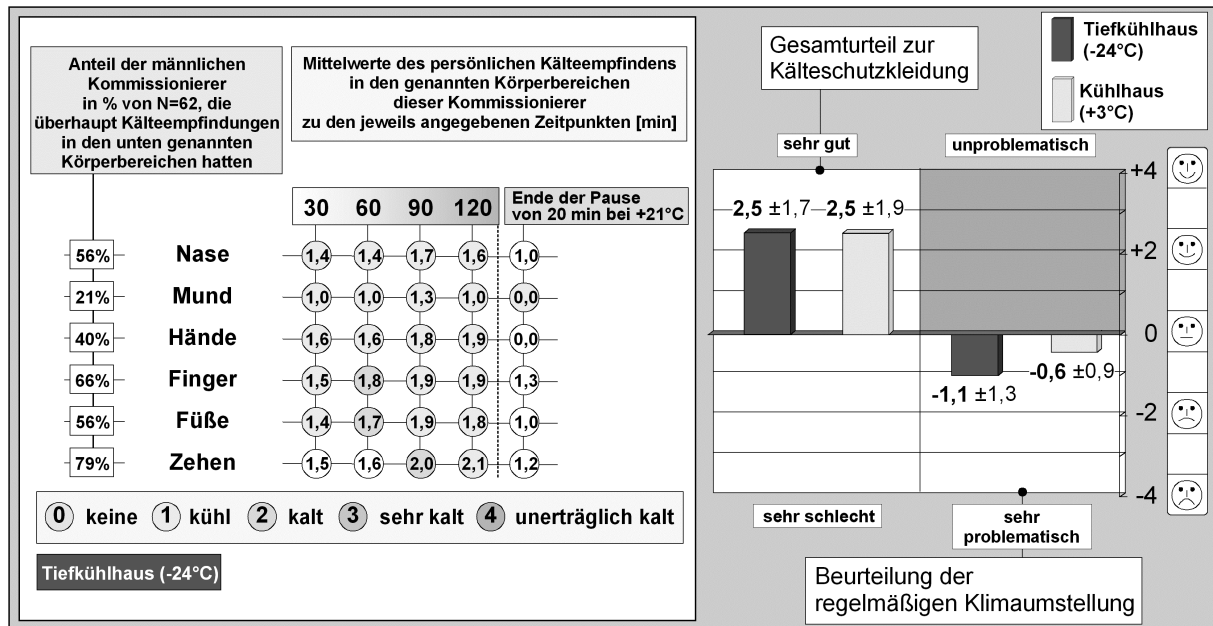 Anteil der männlichen
Kommissionierer
in % von N=62, die
überhaupt Kälteempfindungen
in den unten genannten
Körperbereichen hatten
Mittelwerte des persönlichen Kälteempfindens
in den genannten Körperbereichen
dieser Kommissionierer
zu den jeweils angegebenen Zeitpunkten [min]
30 60 90 120
Ende der Pause
von 20 min bei +21°C
56% Nase 1,4 1,4 1,7 1,6 1,0
21% Mund 1,0 1,0 1,3 1,0 0,0
40% Hände 1,6 1,6 1,8 1,9 0,0
66% Finger 1,5 1,8 1,9 1,9 1,3
56% Füße 1,4 1,7 1,9 1,8 1,0
79% Zehen 1,5 1,6 2,0 2,1 1,2
0 keine 1 kühl 2 kalt 3 sehr kalt 4 unerträglich kalt
Tiefkühlhaus (-24°C)
Gesamturteil zur
Kälteschutzkleidung
Tiefkühlhaus
(-24°C)
Kühlhaus
(+3°C)
sehr gut
unproblematisch
+4
2,5 ±1,7 2,5 ±1,9
+2
0
-1,1 ±1,3
-0,6 ±0,9
-2
-4
sehr schlecht
sehr
problematisch
Beurteilung der
regelmäßigen Klimaumstellung